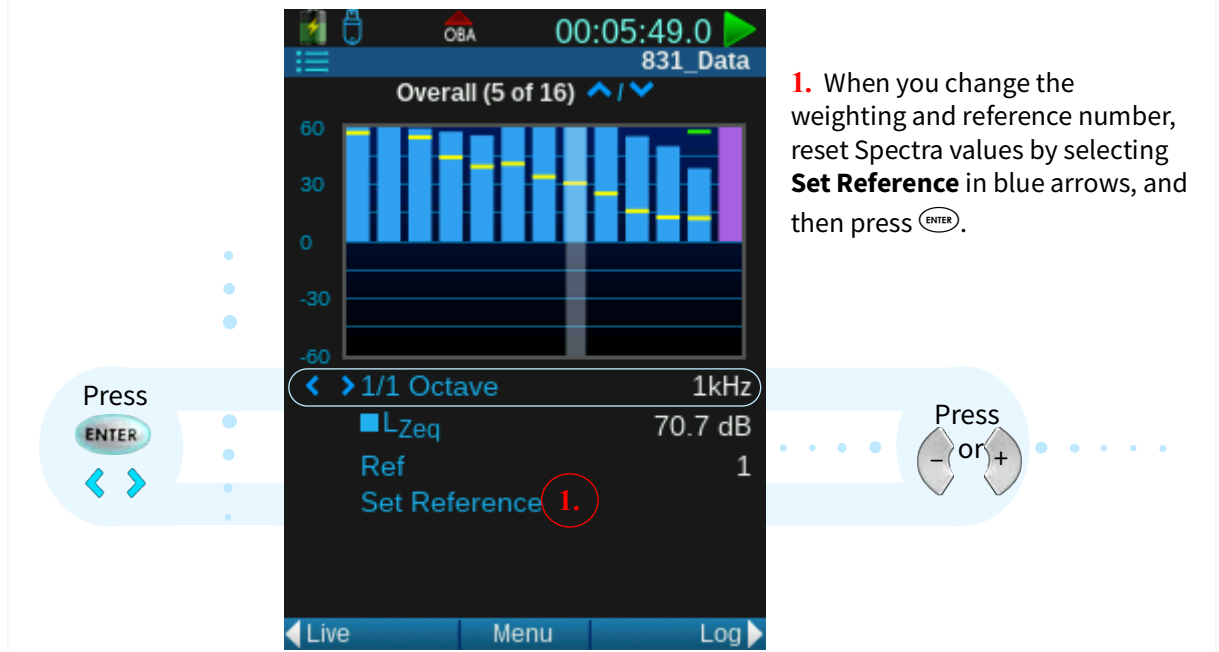 OBA 00:05:49.0
831_Data
Overall (5 of 16) /
60
30
0
-30
-60
1/1 Octave 1kHz
LZeq 70.7 dB
Ref 1
Set Reference 1.
Live Menu Log
1. When you change the
weighting and reference number,
reset Spectra values by selecting
Set Reference in blue arrows, and
then press ENTER.
Press
ENTER
Press
- or +